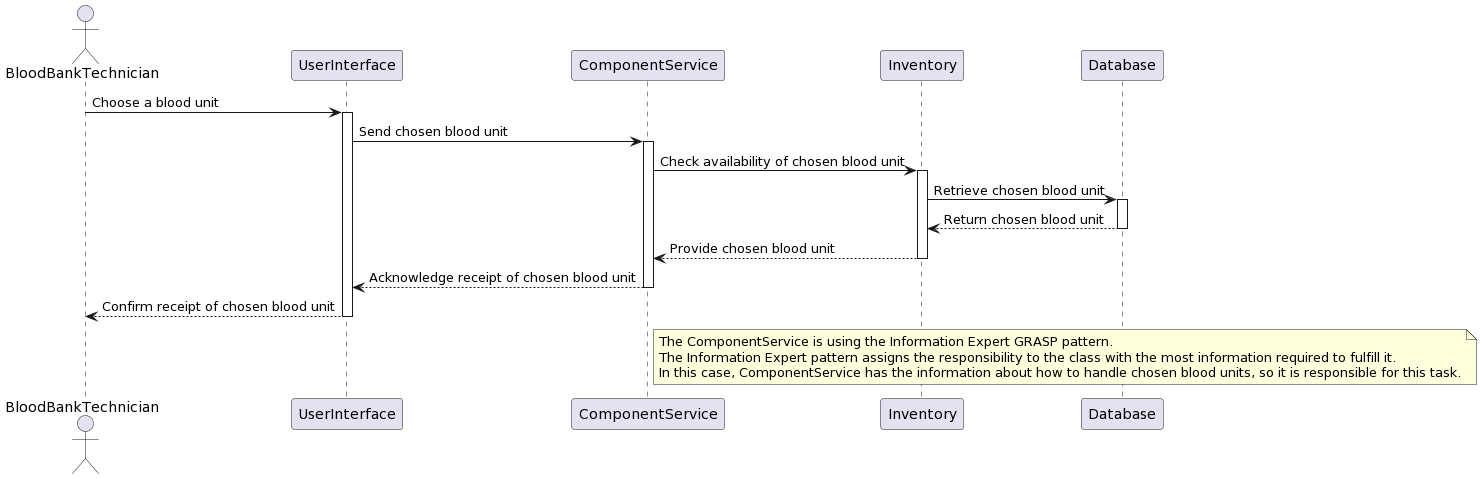 BloodBankTechnician
UserInterface
ComponentService
Inventory
Database
Choose a blood unit
Send chosen blood unit
Check availability of chosen blood unit
Retrieve chosen blood unit
Return chosen blood unit
Provide chosen blood unit
Acknowledge receipt of chosen blood unit
Confirm receipt of chosen blood unit
The ComponentService is using the Information Expert GRASP pattern.
The Information Expert pattern assigns the responsibility to the class with the most information required to fulfill it.
In this case, ComponentService has the information about how to handle chosen blood units, so it is responsible for this task.
BloodBankTechnician
UserInterface
ComponentService
Inventory
Database